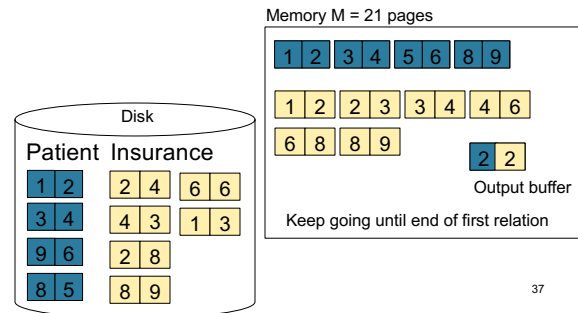 Memory M = 21 pages
1 2 3 4 5 6 8 9
1 2 2 3 3 4 4 6
6 8 8 9
2 2
Output buffer
Keep going until end of first relation
Disk
Patient Insurance
1 2 2 4 6 6
3 4 4 3 1 3
9 6 2 8
8 5 8 9
37